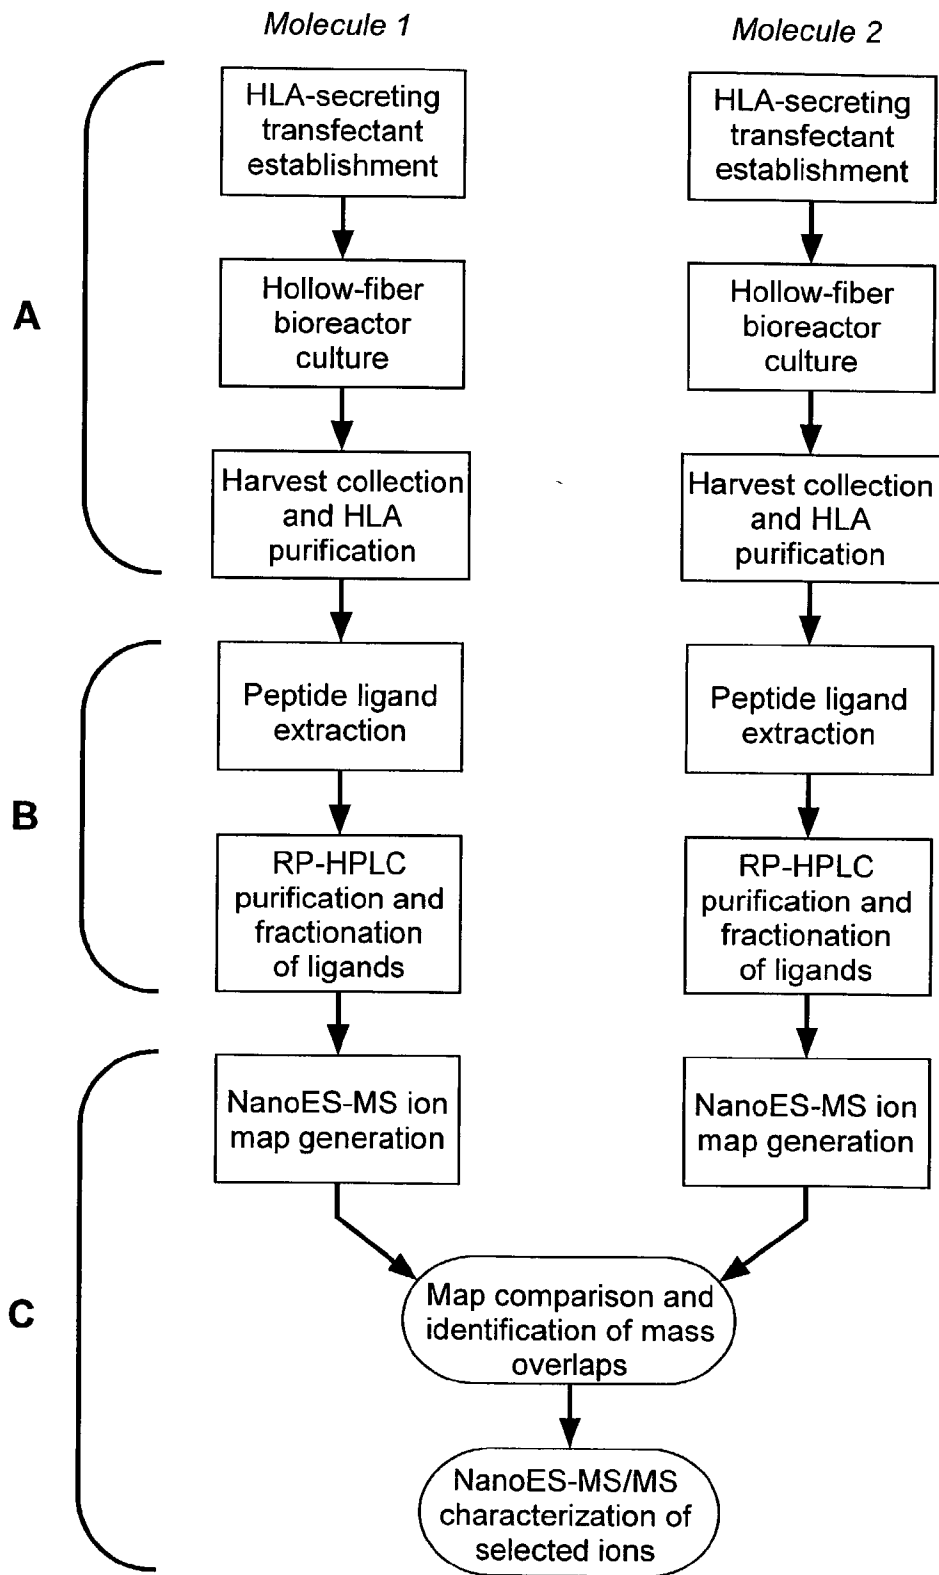 Molecule 1
Molecule 2
A
HLA-secreting
transfectant
establishment
HLA-secreting
transfectant
establishment
Hollow-fiber
bioreactor
culture
Hollow-fiber
bioreactor
culture
Harvest collection
and HLA
purification
Harvest collection
and HLA
purification
B
Peptide ligand
extraction
Peptide ligand
extraction
RP-HPLC
purification and
fractionation
of ligands
RP-HPLC
purification and
fractionation
of ligands
C
NanoES-MS ion
map generation
NanoES-MS ion
map generation
Map comparison and
identification of mass
overlaps
NanoES-MS/MS
characterization of
selected ions